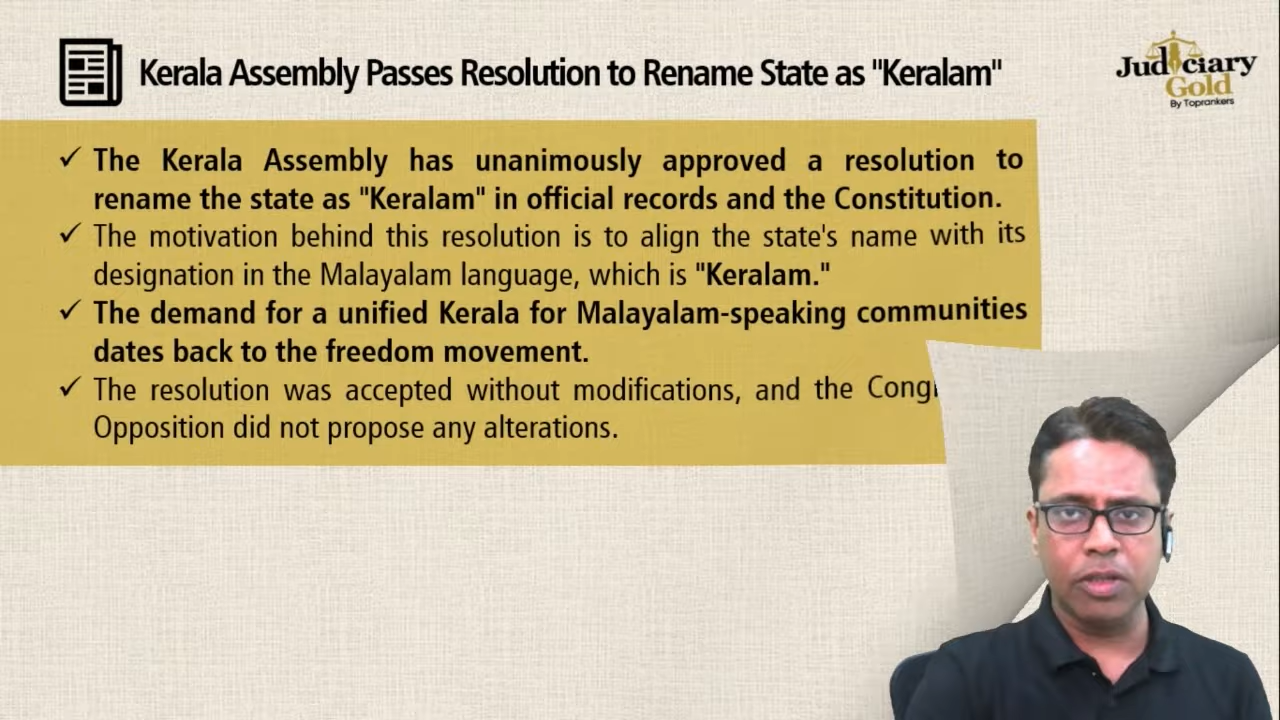 Kerala Assembly Passes Resolution to Rename State as "Keralam"
Judiciary
Gold
By Toprankers
✓ The Kerala Assembly has unanimously approved a resolution to
rename the state as "Keralam" in official records and the Constitution.
✓ The motivation behind this resolution is to align the state's name with its
designation in the Malayalam language, which is "Keralam."
✓ The demand for a unified Kerala for Malayalam-speaking communities
dates back to the freedom movement.
✓ The resolution was accepted without modifications, and the
Opposition did not propose any alterations.